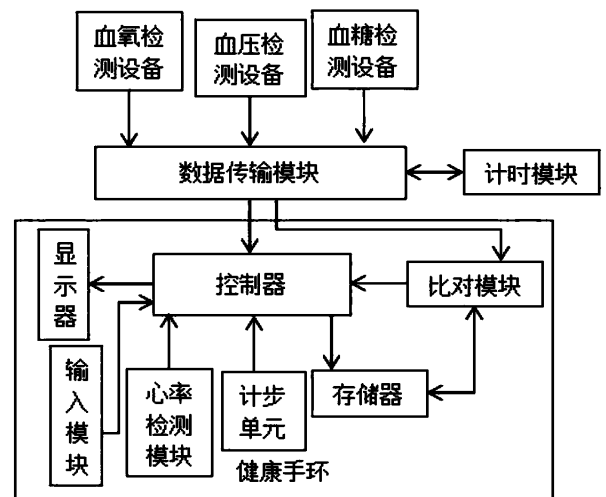 血氧检
测设备
血压检
测设备
血糖检
测设备
数据传输模块
计时模块
显
示
器
控制器
比对模块
输
入
模
块
心率
检测
模块
计步
单元
存储器
健康手环